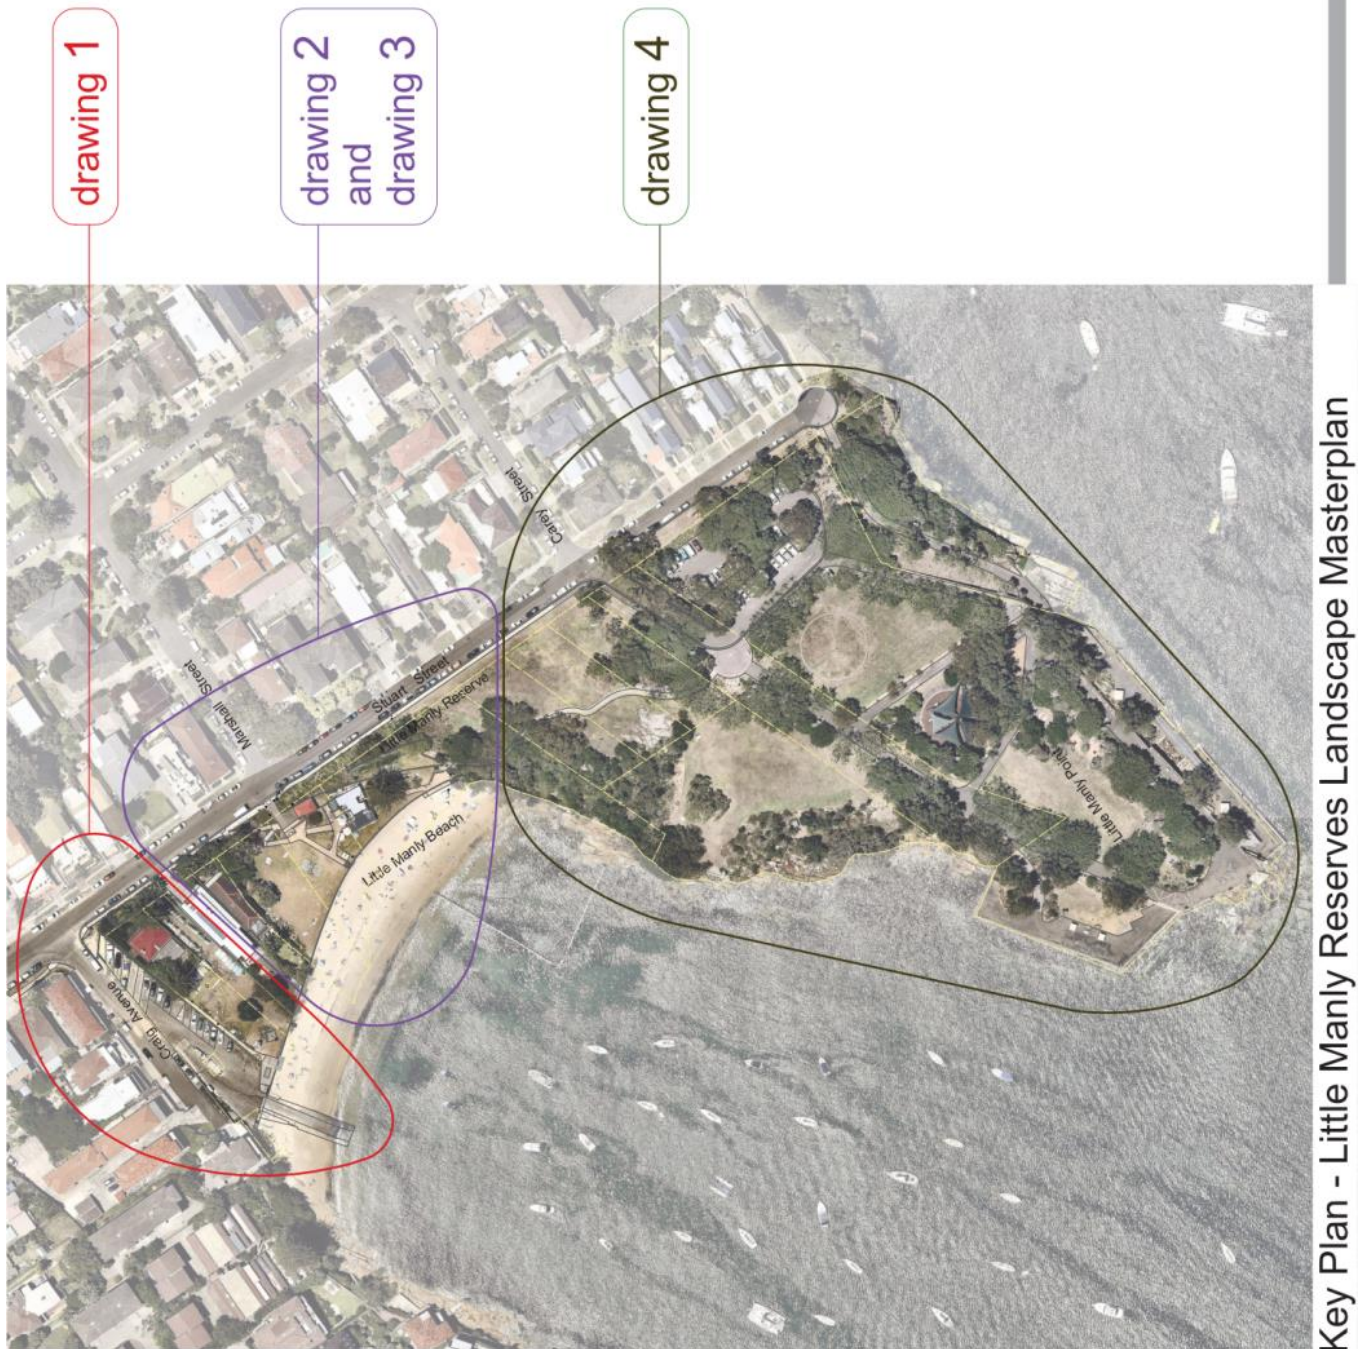 drawing 1
drawing 2
and
drawing 3
drawing 4
Marshall Street
Stuart Street
Little Manly Reserve
Carey Street
Craig Avenue
Little Manly Beach
Little Manly Point
Key Plan - Little Manly Reserves Landscape Masterplan